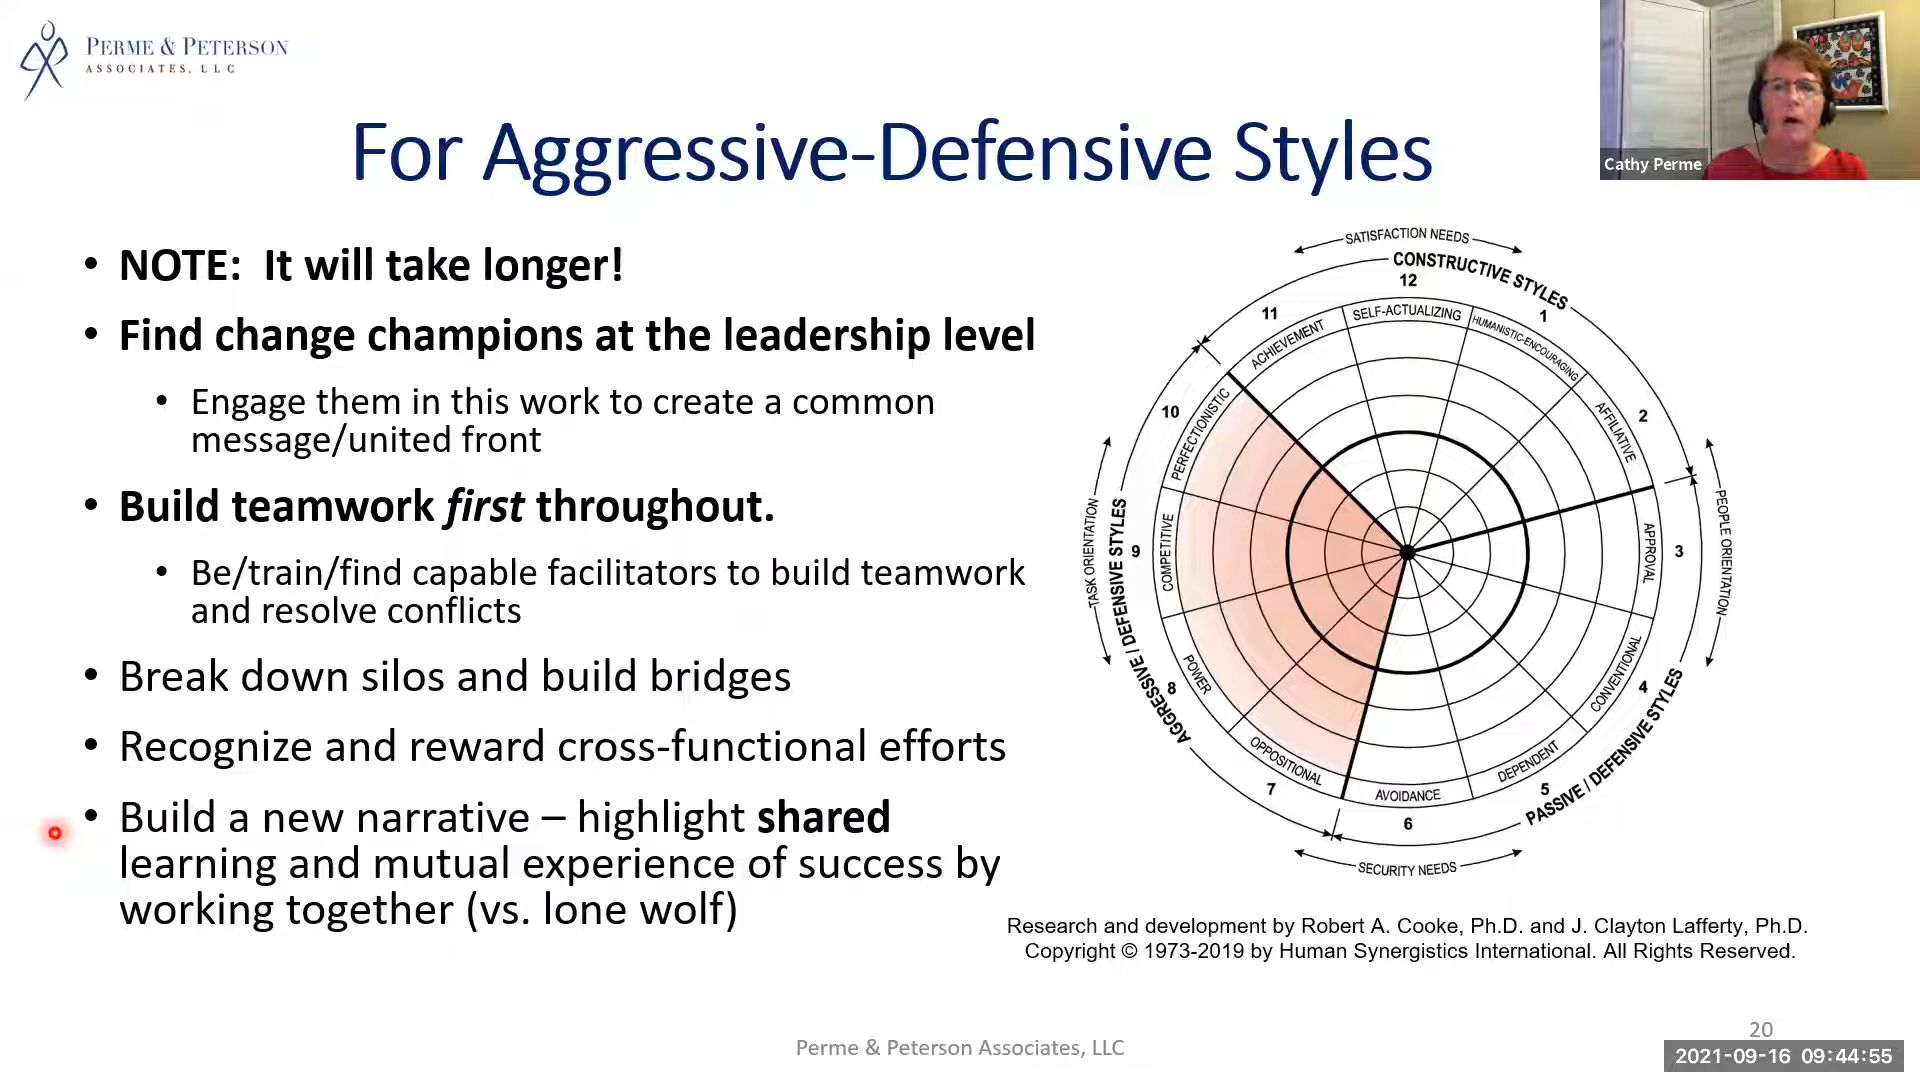 PERME & PETERSON
ASSOCIATES, LLC
Cathy Perme
For Aggressive-Defensive Styles
• NOTE:  It will take longer!
• Find change champions at the leadership level
• Engage them in this work to create a common
message/united front
• Build teamwork first throughout.
• Be/train/find capable facilitators to build teamwork
and resolve conflicts
• Break down silos and build bridges
• Recognize and reward cross-functional efforts
• Build a new narrative – highlight shared
learning and mutual experience of success by
working together (vs. lone wolf)
SATISFACTION NEEDS
CONSTRUCTIVE STYLES
12
SELF-ACTUALIZING
1
HUMANISTIC-ENCOURAGING
2
AFFILIATIVE
PEOPLE ORIENTATION
3
APPROVAL
4
CONVENTIONAL
PASSIVE / DEFENSIVE STYLES
5
DEPENDENT
6
AVOIDANCE
SECURITY NEEDS
7
OPPOSITIONAL
8
POWER
AGGRESSIVE / DEFENSIVE STYLES
TASK ORIENTATION
9
COMPETITIVE
10
PERFECTIONISTIC
11
ACHIEVEMENT
Research and development by Robert A. Cooke, Ph.D. and J. Clayton Lafferty, Ph.D.
Copyright © 1973-2019 by Human Synergistics International. All Rights Reserved.
Perme & Peterson Associates, LLC
20
2021-09-16 09:44:55